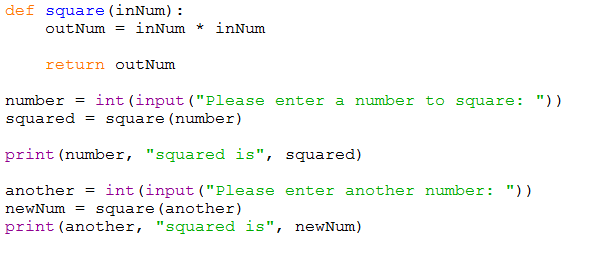 def square(inNum):
    outNum = inNum * inNum

    return outNum

number = int(input("Please enter a number to square: "))
squared = square(number)

print(number, "squared is", squared)

another = int(input("Please enter another number: "))
newNum = square(another)
print(another, "squared is", newNum)